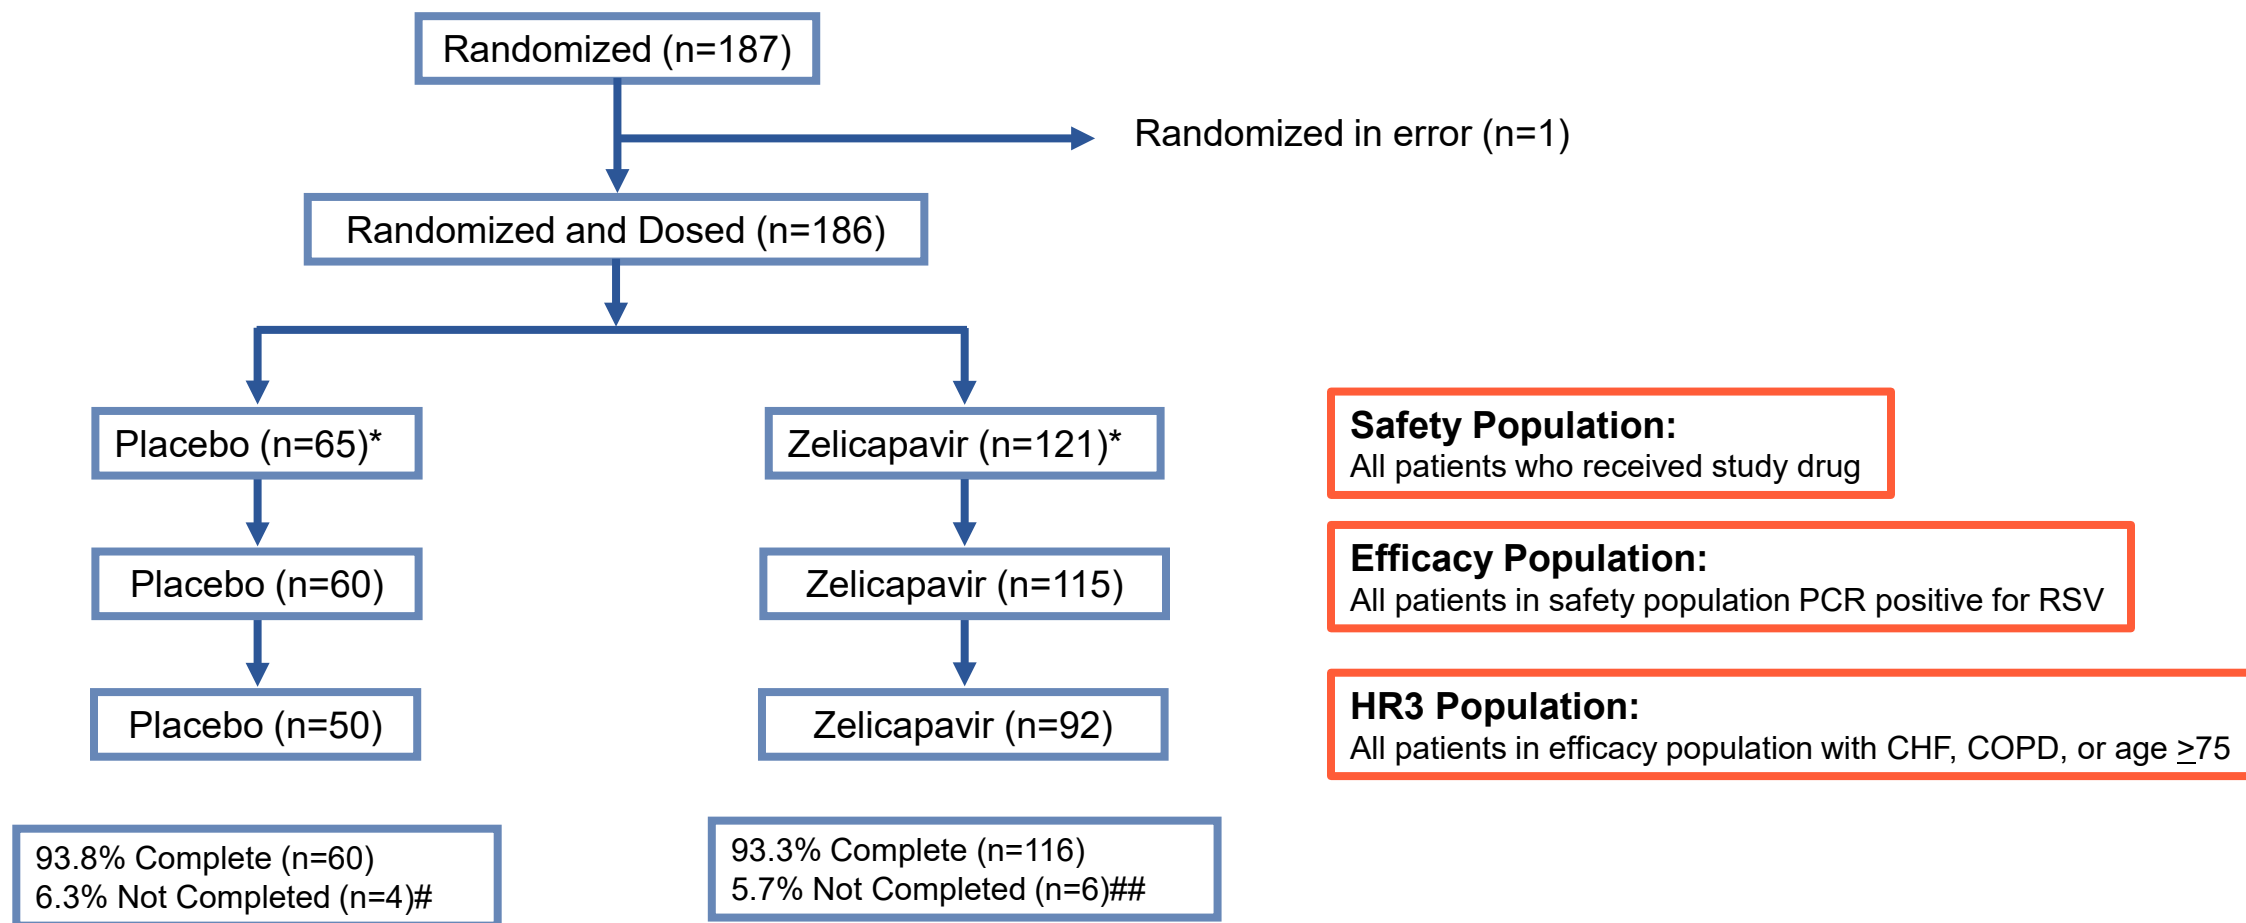 Randomized (n=187)
Randomized in error (n=1)
Randomized and Dosed (n=186)
Placebo (n=65)*
Zelicapavir (n=121)*
Safety Population:
All patients who received study drug
Placebo (n=60)
Zelicapavir (n=115)
Efficacy Population:
All patients in safety population PCR positive for RSV
Placebo (n=50)
Zelicapavir (n=92)
HR3 Population:
All patients in efficacy population with CHF, COPD, or age ≥75
93.8% Complete (n=60)
6.3% Not Completed (n=4)#
93.3% Complete (n=116)
5.7% Not Completed (n=6)##